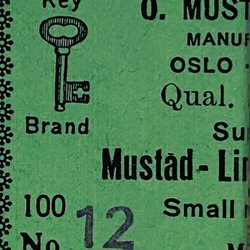 Key
Brand
O. MUST
MANUF
OSLO -
Qual.
Su
Mustad - Li
100 Small
No. 12